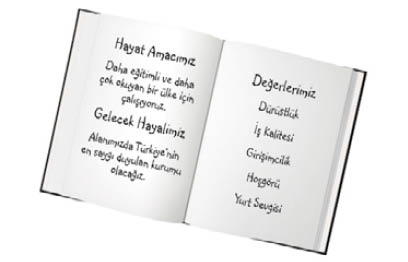 Hayat Amacımız
Daha eğitimli ve daha
çok okuyan bir ülke için
çalışıyoruz.
Gelecek Hayalimiz
Alanımızda Türkiye'nin
en saygı duyulan kurumu
olacağız.
Değerlerimiz
Dürüstlük
İş Kalitesi
Girişimcilik
Hoşgörü
Yurt Sevgisi